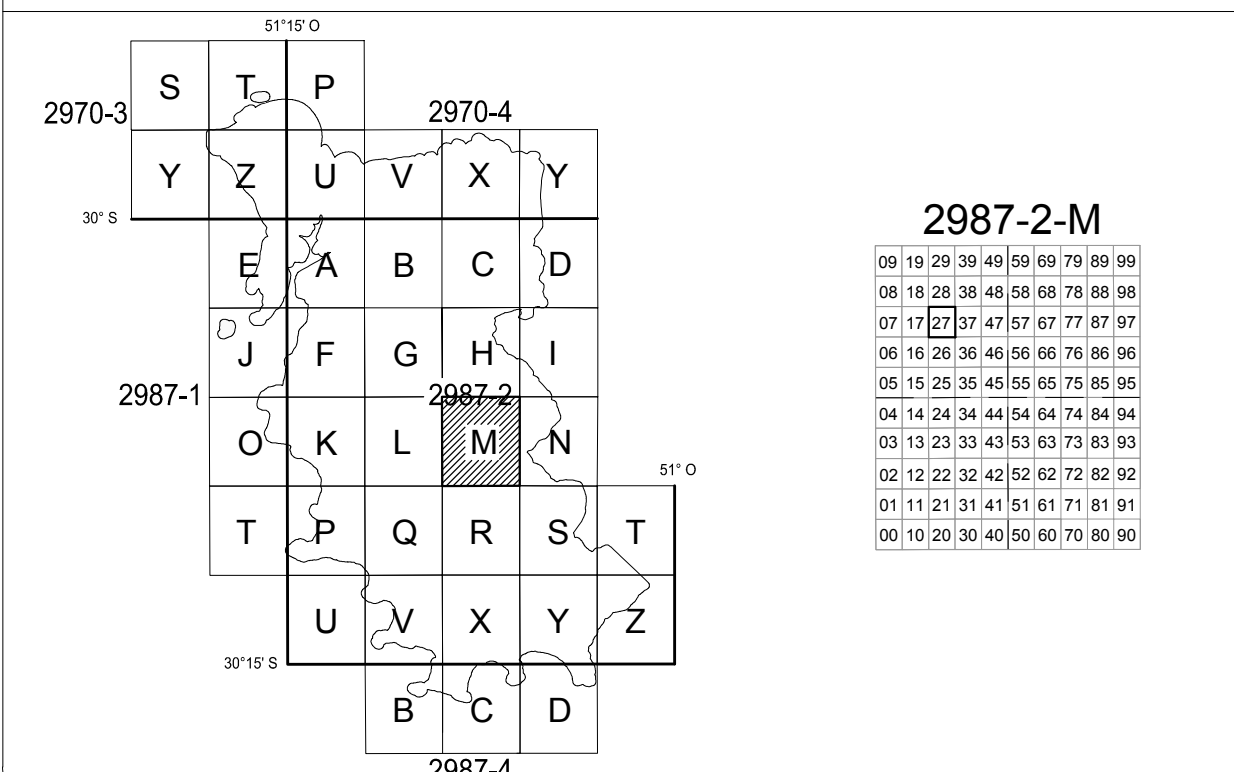 51°15' O
S T P
2970-3
2970-4
Y Z U V X Y
30° S
E A B C D
J F G H I
2987-1
2987-2
O K L M N
51° O
T P Q R S T
U V X Y Z
30°15' S
B C D
2987-4
2987-2-M
09 19 29 39 49 59 69 79 89 99
08 18 28 38 48 58 68 78 88 98
07 17 27 37 47 57 67 77 87 97
06 16 26 36 46 56 66 76 86 96
05 15 25 35 45 55 65 75 85 95
04 14 24 34 44 54 64 74 84 94
03 13 23 33 43 53 63 73 83 93
02 12 22 32 42 52 62 72 82 92
01 11 21 31 41 51 61 71 81 91
00 10 20 30 40 50 60 70 80 90